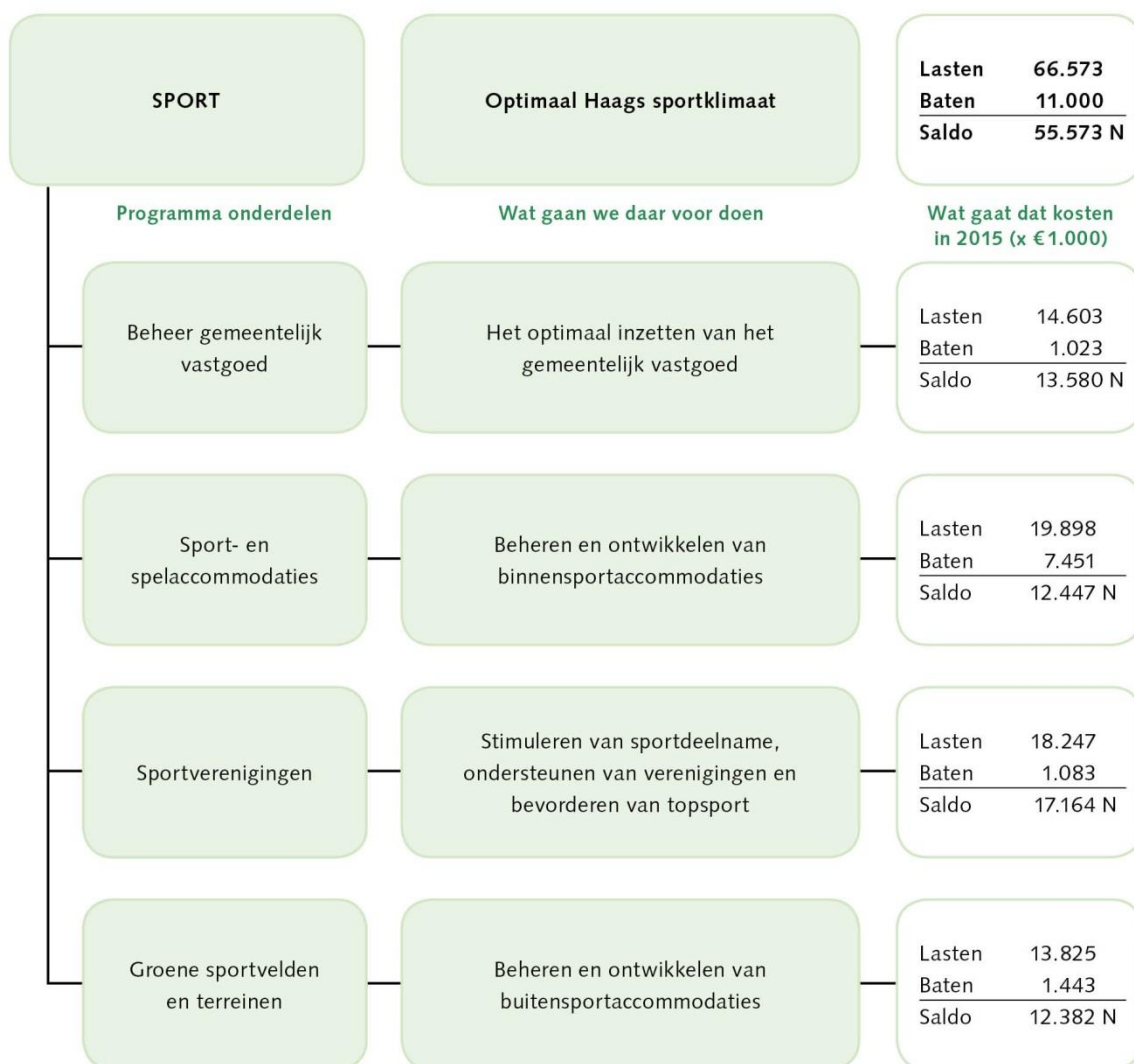 SPORT
Optimaal Haags sportklimaat
Lasten 66.573
Baten 11.000
Saldo 55.573 N
Programma onderdelen
Wat gaan we daar voor doen
Wat gaat dat kosten
in 2015 (x €1.000)
Beheer gemeentelijk
vastgoed
Het optimaal inzetten van het
gemeentelijk vastgoed
Lasten 14.603
Baten 1.023
Saldo 13.580 N
Sport- en
spelaccommodaties
Beheren en ontwikkelen van
binnensportaccommodaties
Lasten 19.898
Baten 7.451
Saldo 12.447 N
Sportverenigingen
Stimuleren van sportdeelname,
ondersteunen van verenigingen en
bevorderen van topsport
Lasten 18.247
Baten 1.083
Saldo 17.164 N
Groene sportvelden
en terreinen
Beheren en ontwikkelen van
buitensportaccommodaties
Lasten 13.825
Baten 1.443
Saldo 12.382 N